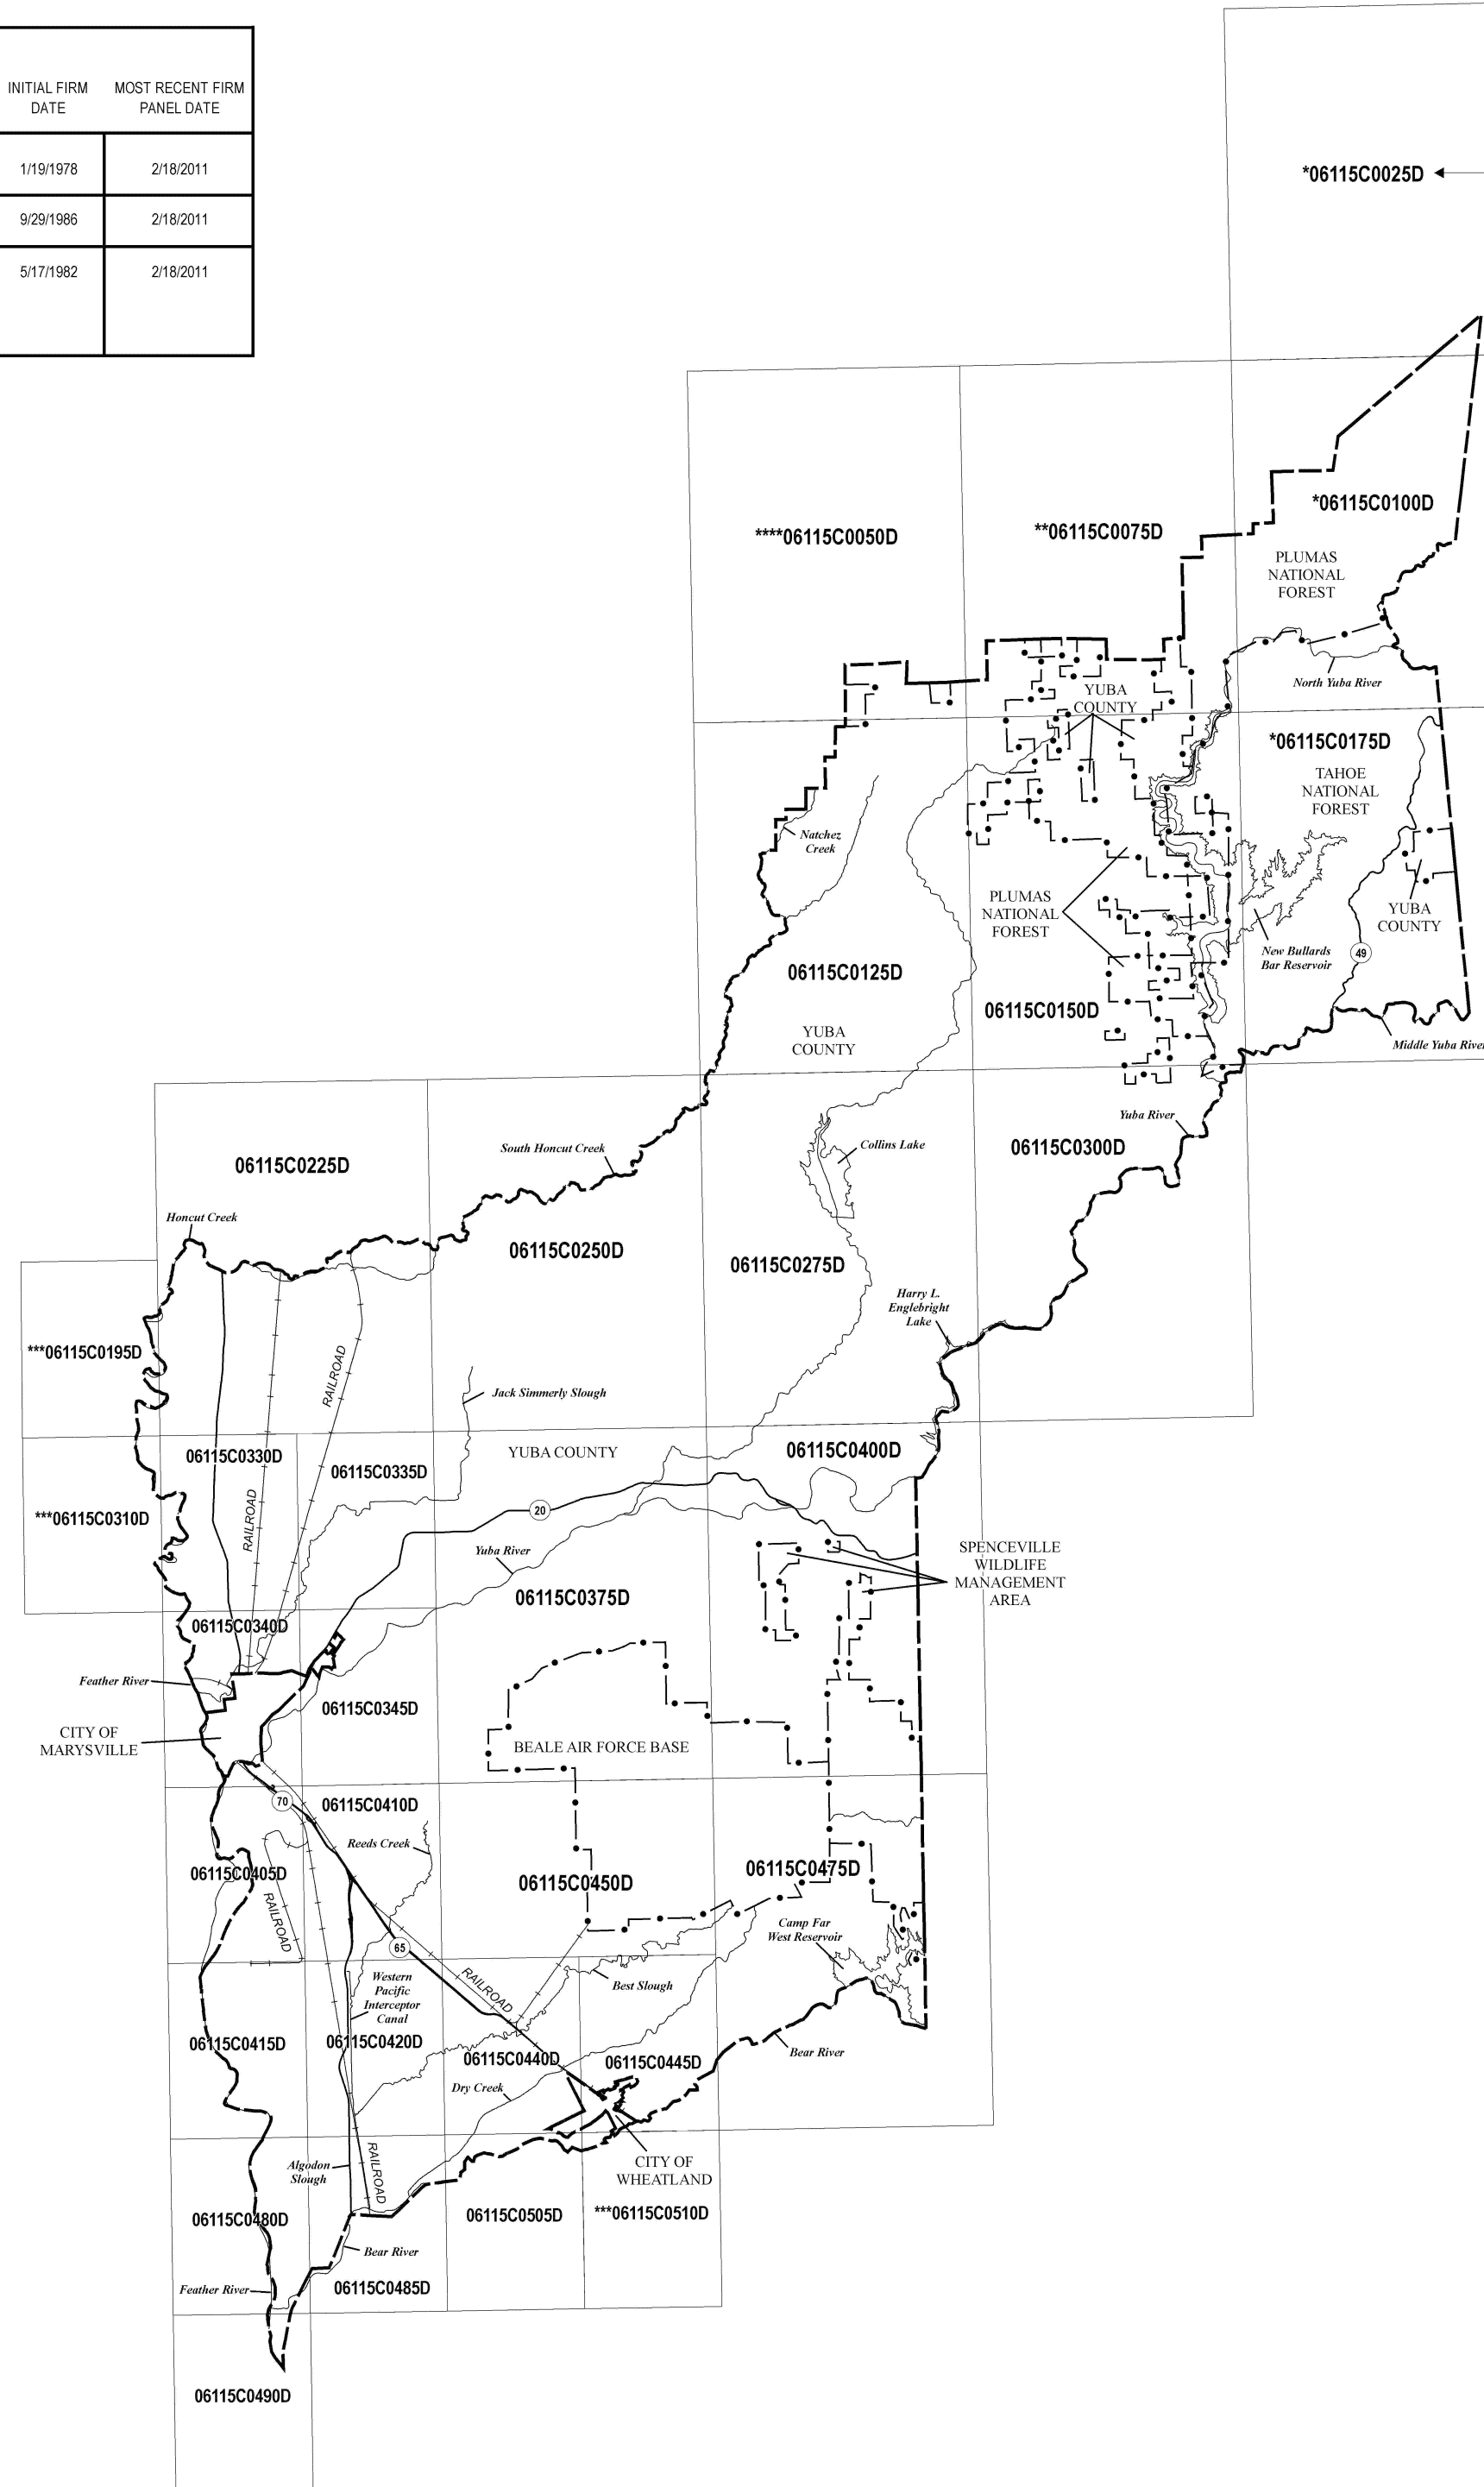 INITIAL FIRM
DATE
MOST RECENT FIRM
PANEL DATE
1/19/1978
2/18/2011
9/29/1986
2/18/2011
5/17/1982
2/18/2011
*06115C0025D
*06115C0100D
****06115C0050D
**06115C0075D
PLUMAS
NATIONAL
FOREST
North Yuba River
YUBA
COUNTY
*06115C0175D
TAHOE
NATIONAL
FOREST
Natchez
Creek
PLUMAS
NATIONAL
FOREST
YUBA
COUNTY
New Bullards
Bar Reservoir
49
06115C0125D
06115C0150D
YUBA
COUNTY
Middle Yuba River
Yuba River
South Honcut Creek
Collins Lake
06115C0300D
06115C0225D
Honcut Creek
06115C0250D
06115C0275D
Harry L.
Englebright
Lake
***06115C0195D
RAILROAD
Jack Simmerly Slough
06115C0330D
06115C0335D
YUBA COUNTY
06115C0400D
***06115C0310D
RAILROAD
20
Yuba River
SPENCEVILLE
WILDLIFE
MANAGEMENT
AREA
06115C0375D
06115C0340D
Feather River
06115C0345D
CITY OF
MARYSVILLE
BEALE AIR FORCE BASE
70
06115C0410D
Reeds Creek
06115C0405D
06115C0450D
06115C0475D
RAILROAD
Camp Far
West Reservoir
65
Western
Pacific
Interceptor
Canal
RAILROAD
Best Slough
06115C0415D
06115C0420D
06115C0440D
06115C0445D
Bear River
Dry Creek
Algodon
Slough
RAILROAD
CITY OF
WHEATLAND
06115C0480D
06115C0505D
***06115C0510D
Bear River
Feather River
06115C0485D
06115C0490D